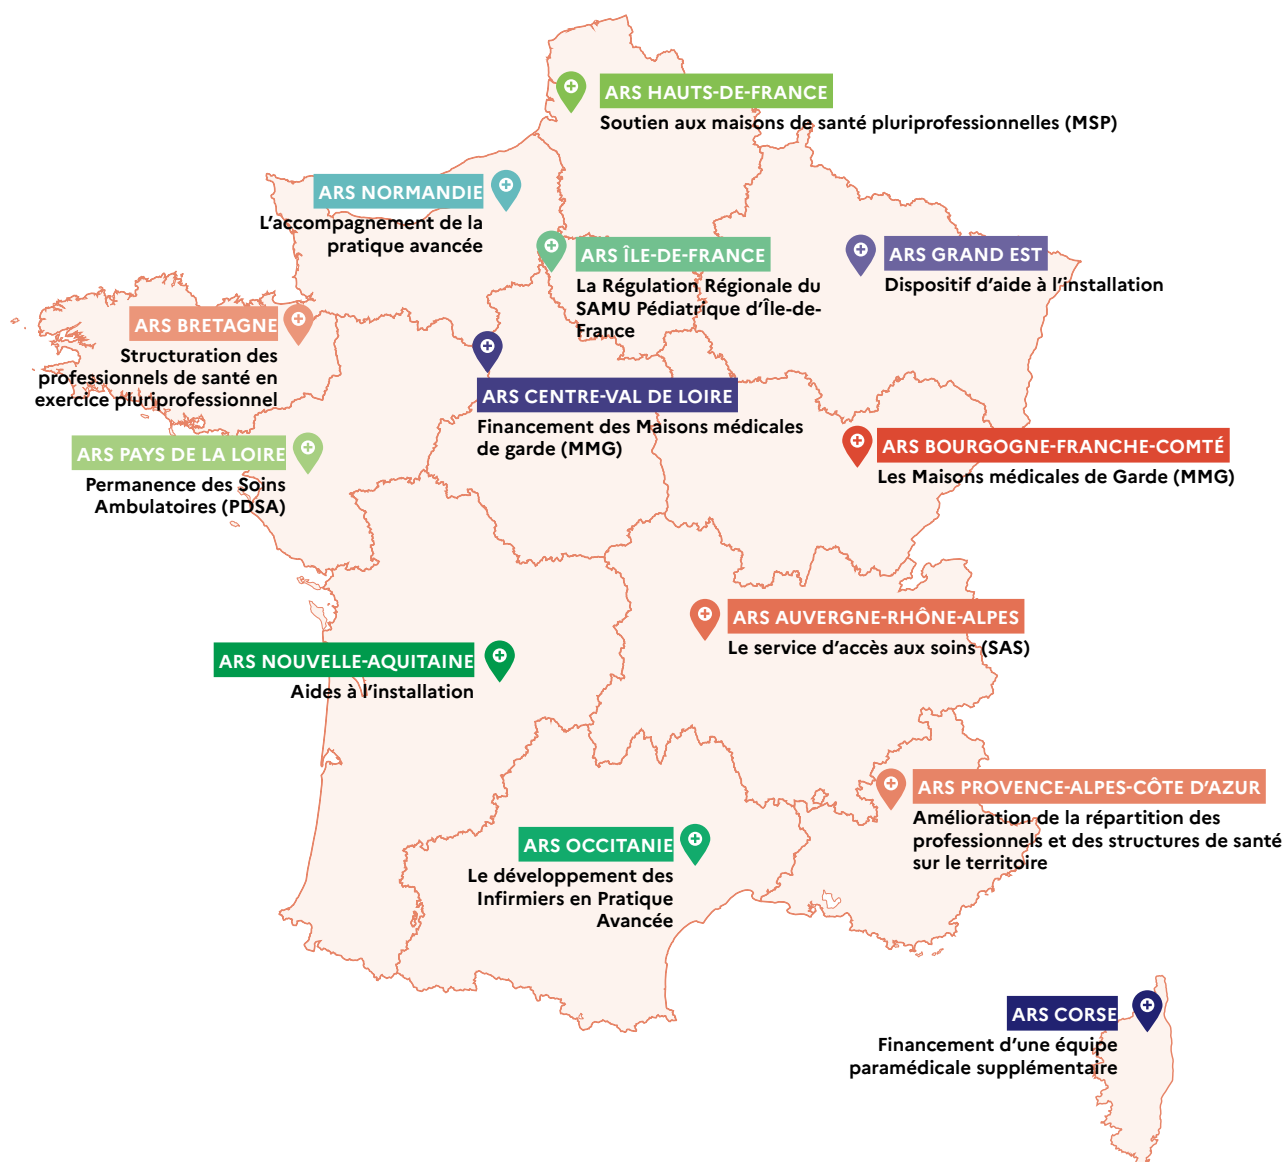 ARS HAUTS-DE-FRANCE
Soutien aux maisons de santé pluriprofessionnelles (MSP)
ARS NORMANDIE
L'accompagnement de la
pratique avancée
ARS ÎLE-DE-FRANCE
La Régulation Régionale du
SAMU Pédiatrique d'Île-de-
France
ARS GRAND EST
Dispositif d'aide à l'installation
ARS BRETAGNE
Structuration des
professionnels de santé en
exercice pluriprofessionnel
ARS CENTRE-VAL DE LOIRE
Financement des Maisons médicales
de garde (MMG)
ARS BOURGOGNE-FRANCHE-COMTÉ
Les Maisons médicales de Garde (MMG)
ARS PAYS DE LA LOIRE
Permanence des Soins
Ambulatoires (PDSA)
ARS AUVERGNE-RHÔNE-ALPES
Le service d'accès aux soins (SAS)
ARS NOUVELLE-AQUITAINE
Aides à l'installation
ARS PROVENCE-ALPES-CÔTE D'AZUR
Amélioration de la répartition des
professionnels et des structures de santé
sur le territoire
ARS OCCITANIE
Le développement des
Infirmiers en Pratique
Avancée
ARS CORSE
Financement d'une équipe
paramédicale supplémentaire